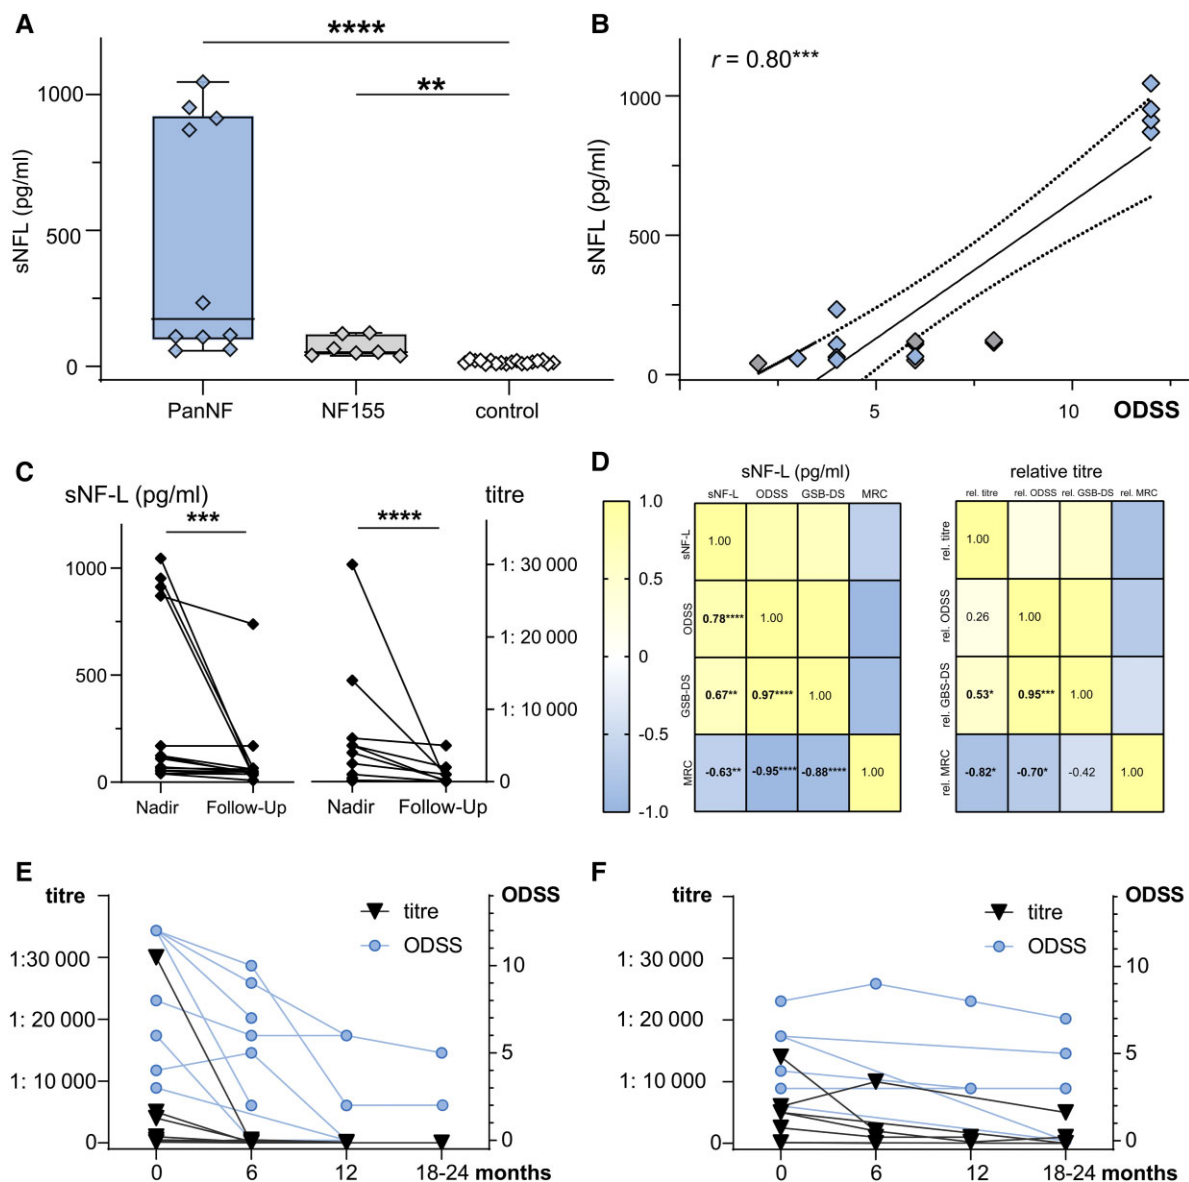 A
****
**
1000
500
0
sNFL (pg/ml)
PanNF NF155 control
B
r = 0.80***
1000
500
0
sNFL (pg/ml)
5 10 ODSS
C
sNF-L (pg/ml) titre
*** ****
1000
500
0
1: 30 000
1: 20 000
1: 10 000
0
Nadir Follow-Up Nadir Follow-Up
D
1.0
0.5
0
-0.5
-1.0
sNF-L (pg/ml)
sNF-L ODSS GSB-DS MRC
sNF-L 1.00
ODSS 0.78**** 1.00
GSB-DS 0.67** 0.97**** 1.00
MRC -0.63** -0.95**** -0.88**** 1.00
relative titre
rel. titre rel. ODSS rel. GSB-DS rel. MRC
rel. titre 1.00
rel. ODSS 0.26 1.00
rel. GBS-DS 0.53* 0.95*** 1.00
rel. MRC -0.82* -0.70* -0.42 1.00
E
titre ODSS
titre
ODSS
1:30 000
1: 20 000
1: 10 000
0
10
5
0
0 6 12 18-24 months
F
titre ODSS
titre
ODSS
1: 30 000
1: 20 000
1: 10 000
0
10
5
0
0 6 12 18-24 months